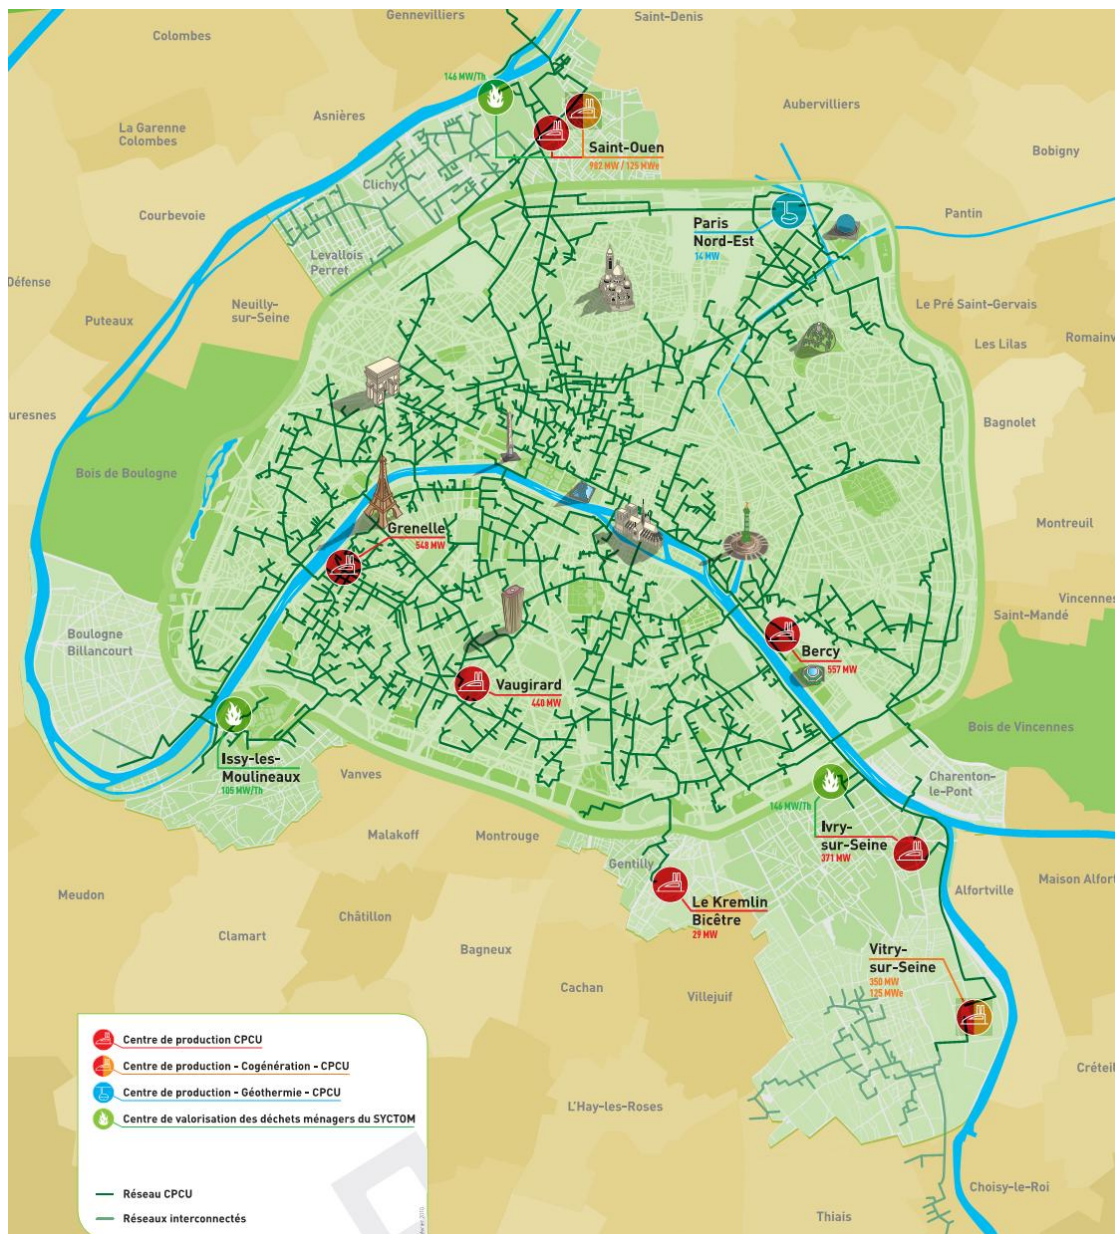 Gennevilliers
Saint-Denis
Colombes
146 MW/Th
Asnières
Aubervilliers
La Garenne
Colombes
Saint-Ouen
982 MW / 125 MWe
Bobigny
Clichy
Courbevoie
Paris
Nord-Est
14 MW
Pantin
Levallois
Perret
Défense
Neuilly-
sur-Seine
Puteaux
Le Pré Saint-Gervais
Les Lilas
Romainv
uresnes
Bagnolet
Bois de Boulogne
Grenelle
548 MW
Montreuil
Vincennes
Saint-Mandé
Boulogne
Billancourt
Bercy
557 MW
Vaugirard
440 MW
Bois de Vincennes
Issy-les-
Moulineaux
105 MW/Th
Vanves
Charenton-
le-Pont
146 MW/Th
Malakoff
Montrouge
Ivry-
sur-Seine
371 MW
Gentilly
Meudon
Alfortville
Maison Alfort
Le Kremlin
Bicêtre
29 MW
Châtillon
Clamart
Bagneux
Vitry-
sur-Seine
350 MW
125 MWe
Cachan
Villejuif
Centre de production CPCU
Centre de production - Cogénération - CPCU
Centre de production - Géothermie - CPCU
Centre de valorisation des déchets ménagers du SYCTOM
Créteil
L'Hay-les-Roses
Choisy-le-Roi
Réseau CPCU
Réseaux interconnectés
Thiais